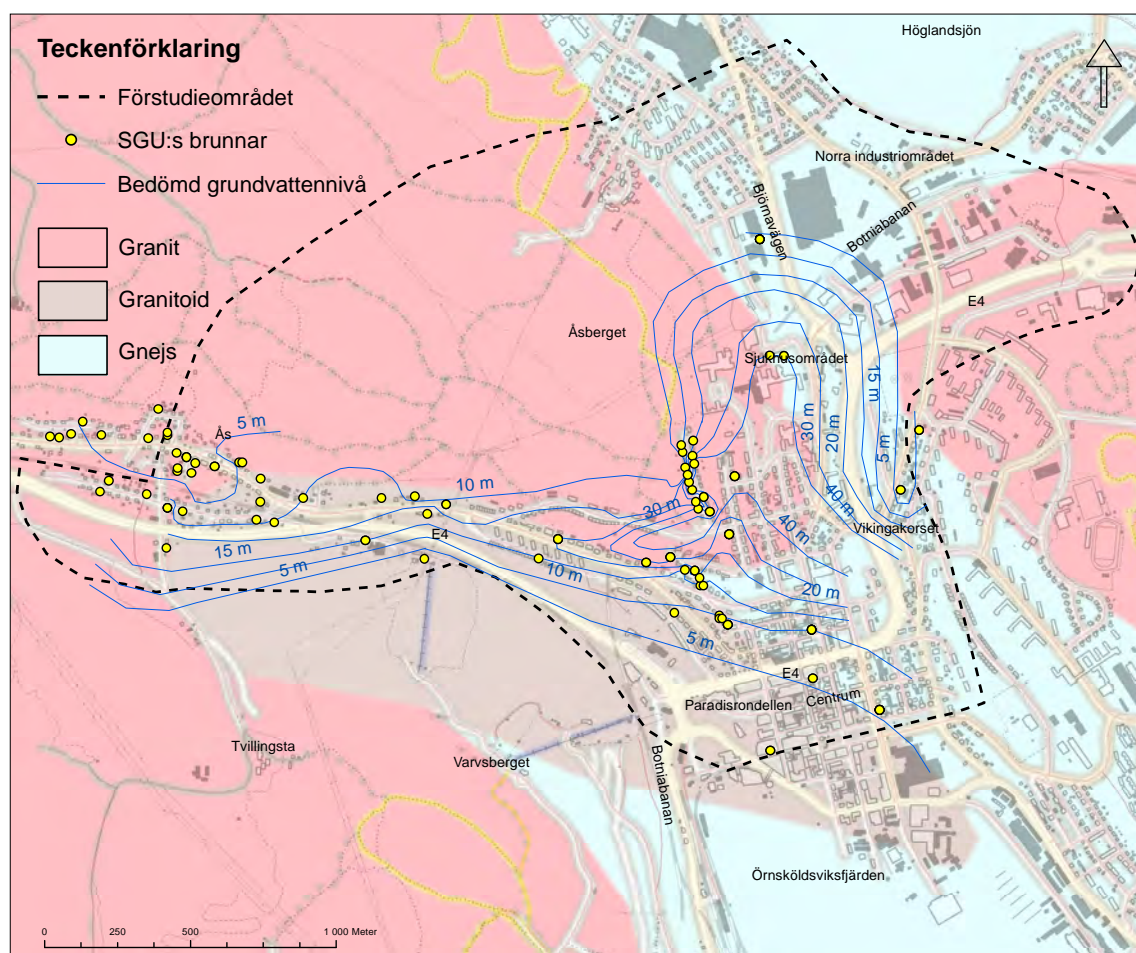 Teckenförklaring
Förstudieområdet
SGU:s brunnar
Bedömd grundvattennivå
Granit
Granitoid
Gnejs
Höglandsjön
Norra industriområdet
Björnavägen
Botniabanan
E4
Åsberget
Sjukhusområdet
15 m
30 m
20 m
5 m
5 m
Ås
10 m
30 m
40 m
40 m
Vikingakorset
E4
15 m
5 m
10 m
20 m
5 m
E4
Centrum
Paradisrondellen
Tvillingsta
Varvsberget
Botniabanan
Örnsköldsviksfjärden
0 250 500 1 000 Meter